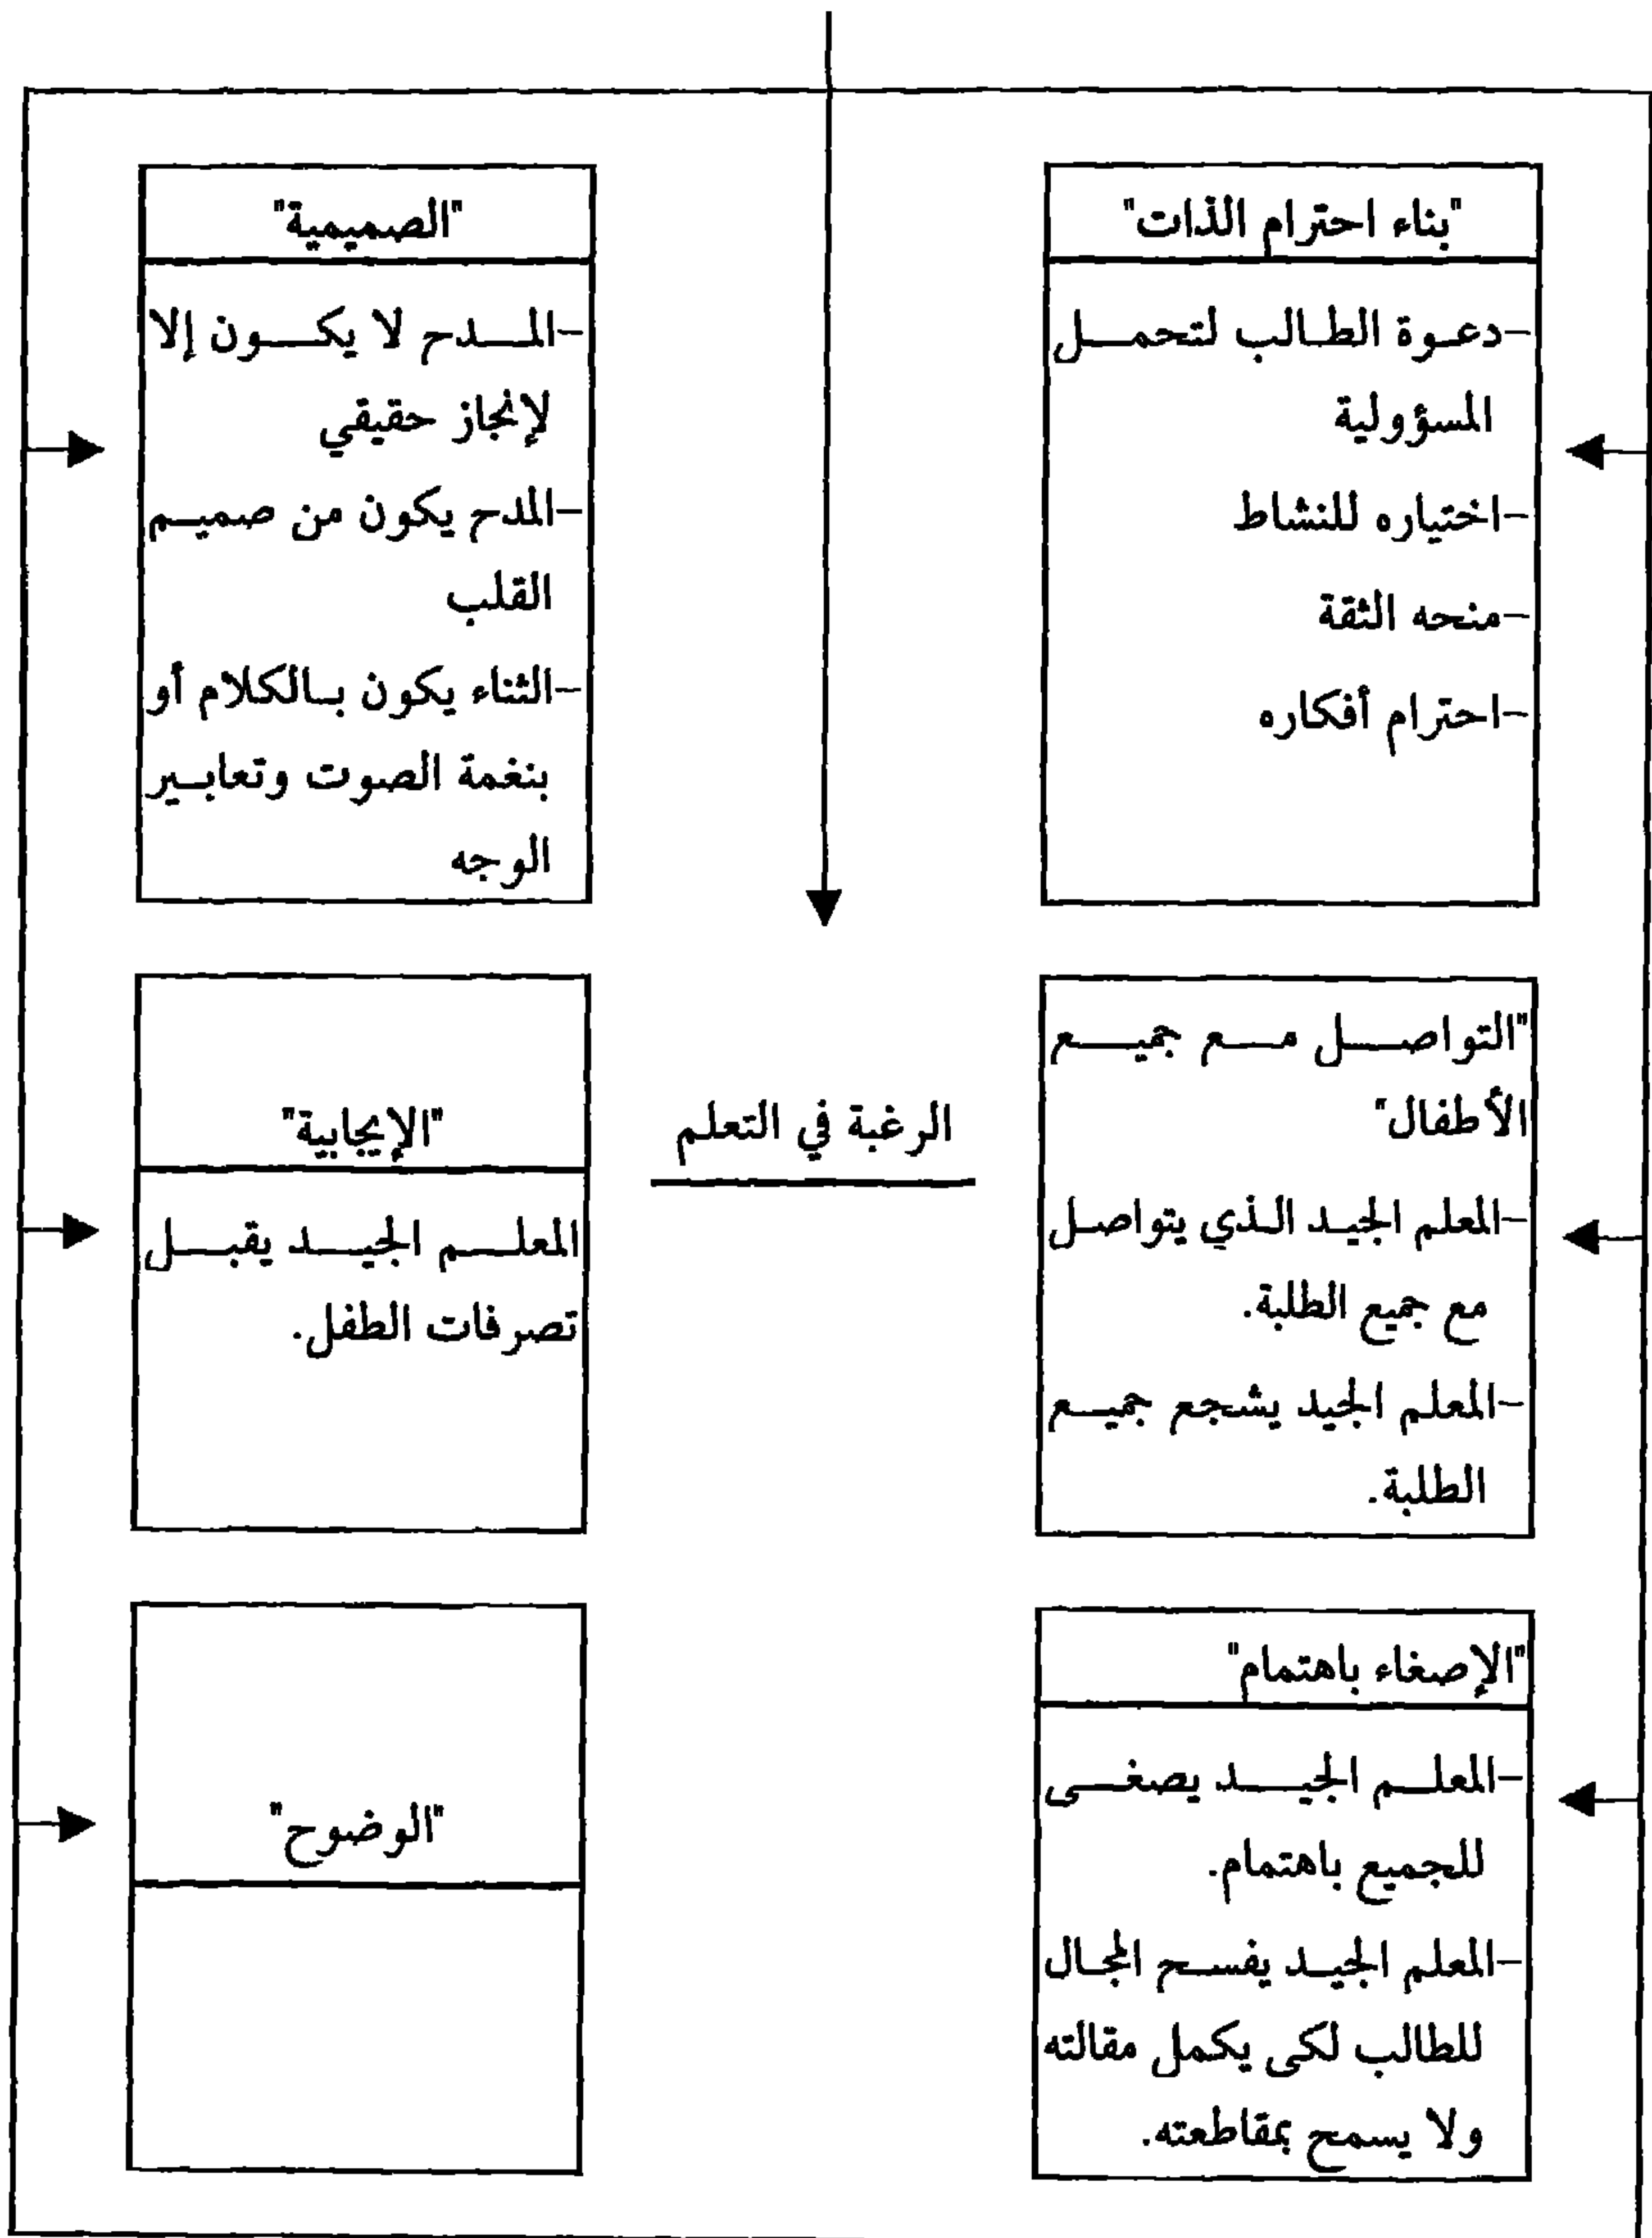 "بناء احترام الذات"
-دعوة الطالب لتحمل
المسؤولية
-اختياره للنشاط
-منحه الثقة
-احترام أفكاره
"الصميمية"
-المدح لا يكون إلا
لإنجاز حقيقي
-المدح يكون من صميم
القلب
-الثناء يكون بالكلام أو
بنغمة الصوت وتعابير
الوجه
"التواصل مع جميع
الأطفال"
-المعلم الجيد الذي يتواصل
مع جميع الطلبة.
-المعلم الجيد يشجع جميع
الطلبة.
الرغبة في التعلم
"الإيجابية"
المعلم الجيد يقبل
تصرفات الطفل.
"الإصغاء باهتمام"
-المعلم الجيد يصغى
للجميع باهتمام.
-المعلم الجيد يفسح المجال
للطالب لكى يكمل مقالته
ولا يسمح بمقاطعته.
"الوضوح"